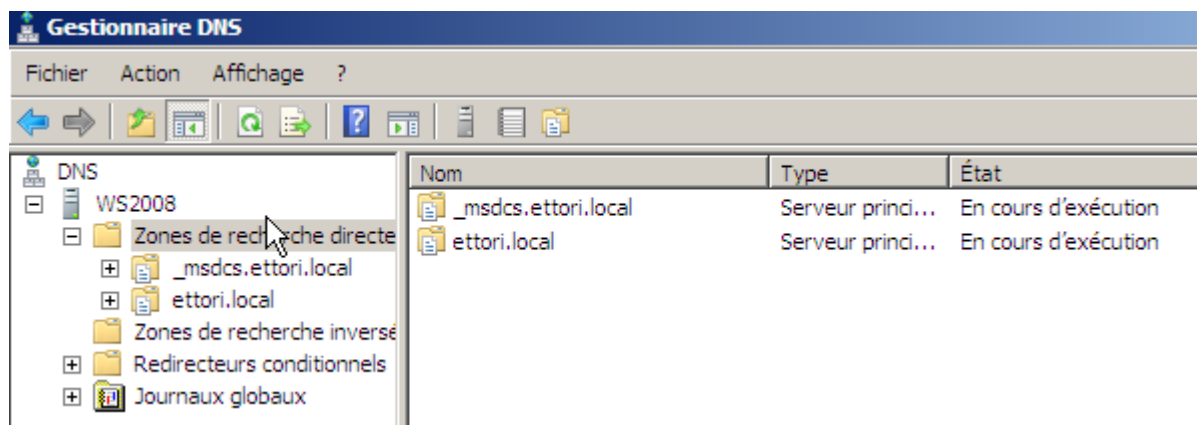 Gestionnaire DNS
Fichier Action Affichage ?
DNS
WS2008
Zones de recherche directe
_msdcs.ettori.local
ettori.local
Zones de recherche inversé
Redirecteurs conditionnels
Journaux globaux
Nom Type État
_msdcs.ettori.local Serveur princi... En cours d'exécution
ettori.local Serveur princi... En cours d'exécution